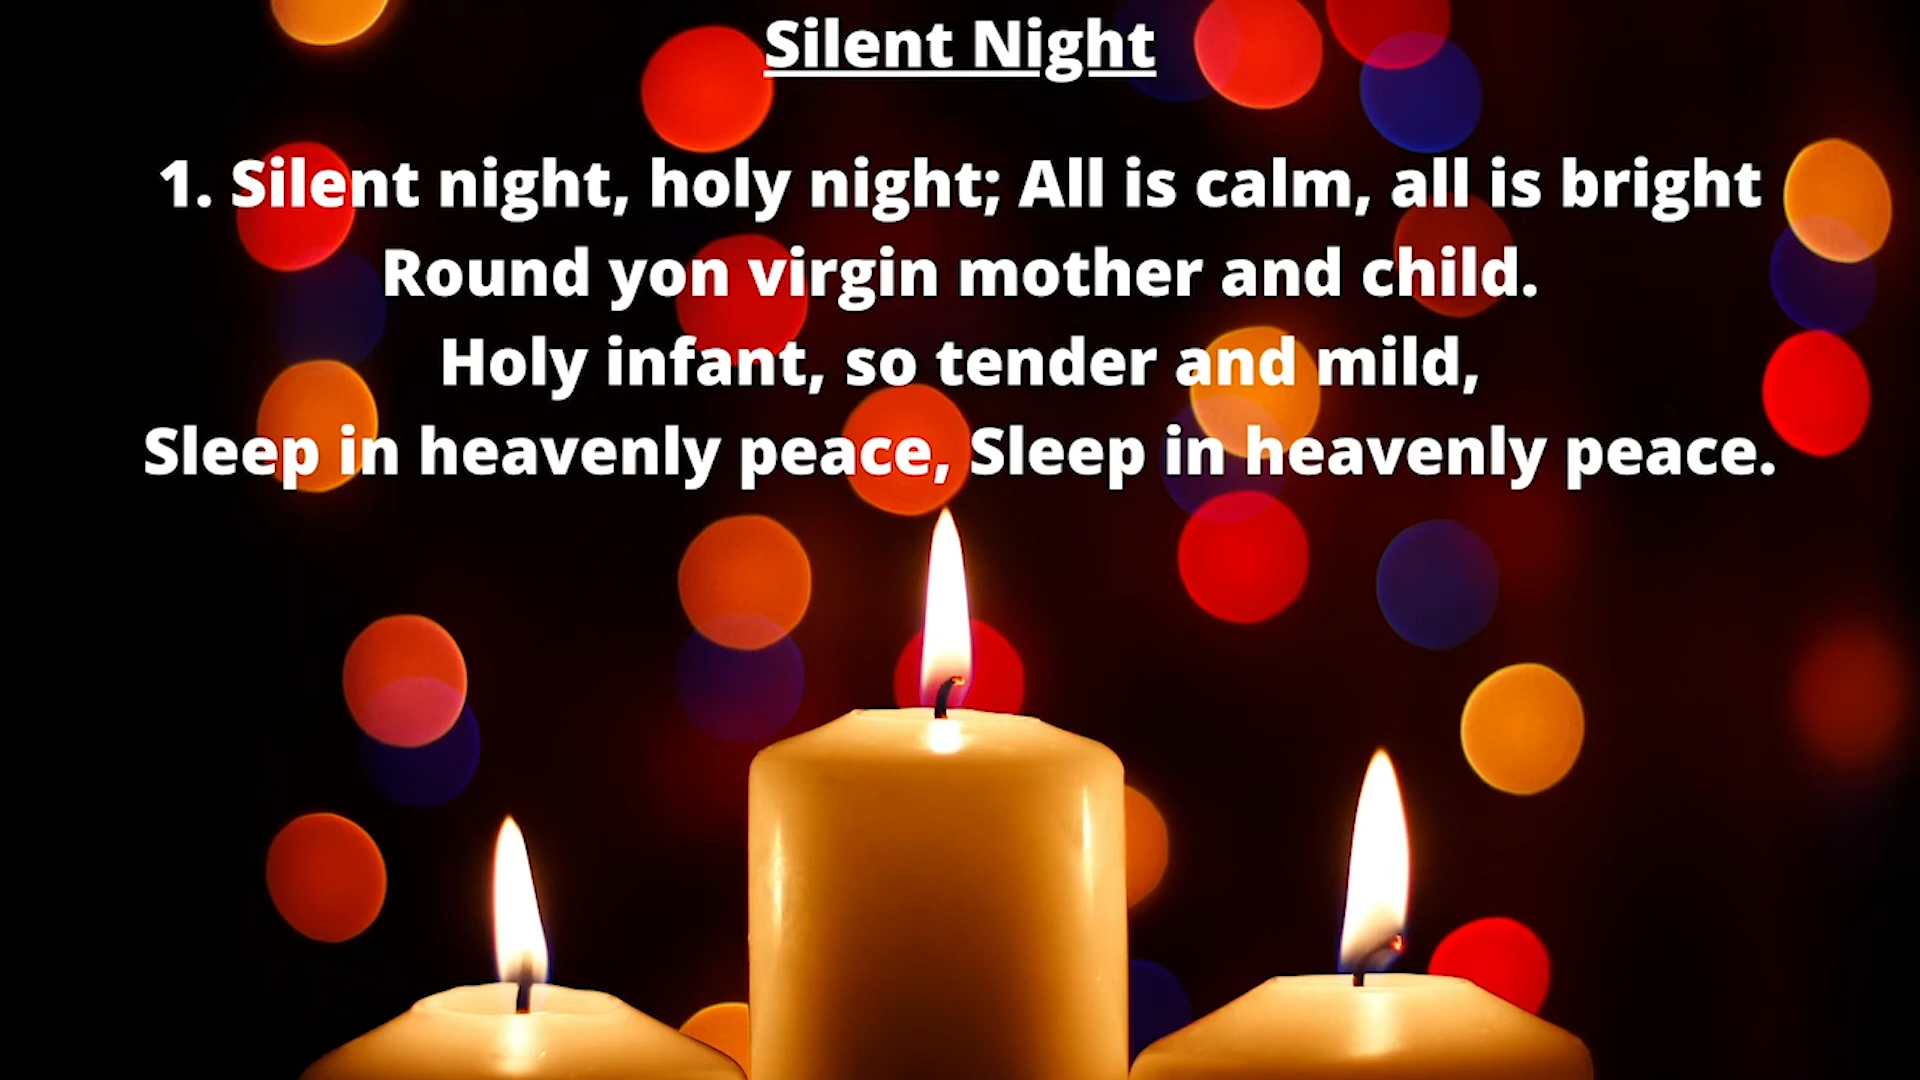 Silent Night
1. Silent night, holy night; All is calm, all is bright
Round yon virgin mother and child.
Holy infant, so tender and mild,
Sleep in heavenly peace, Sleep in heavenly peace.